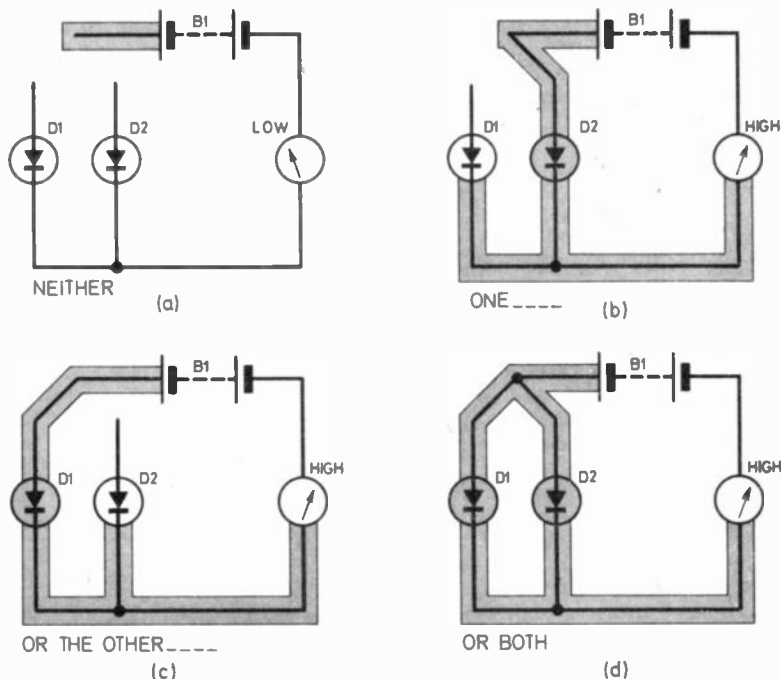 B1
D1
D2
LOW
NEITHER
(a)
B1
D1
D2
HIGH
ONE____
(b)
B1
D1
D2
HIGH
OR THE OTHER____
(c)
B1
D1
D2
HIGH
OR BOTH
(d)